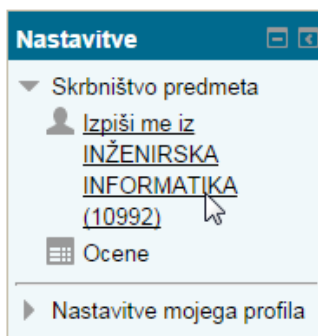 Nastavitve
Skrbništvo predmeta
Izpiši me iz
INŽENIRSKA
INFORMATIKA
(10992)
Ocene
Nastavitve mojega profila